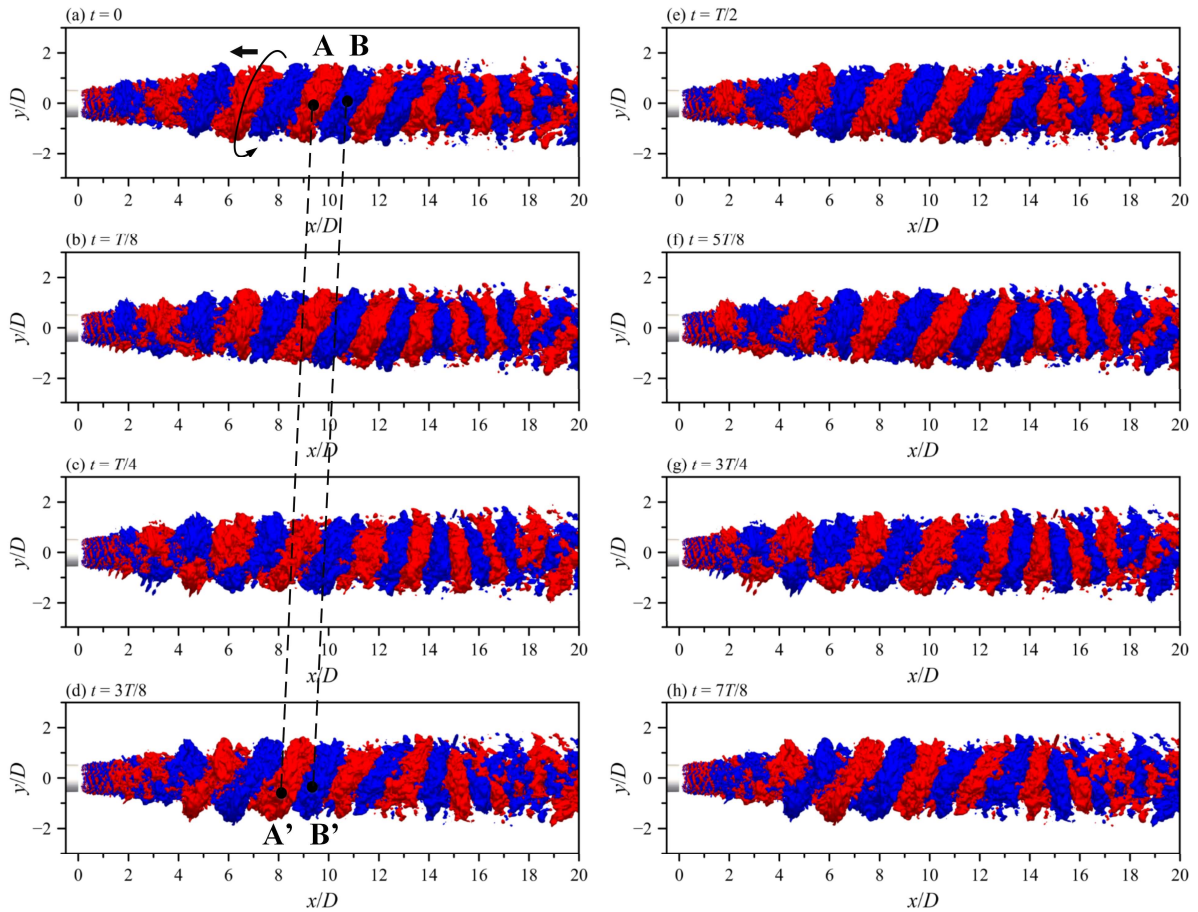 (a) t = 0
A B
y/D
2
0
−2
0 2 4 6 8 10 12 14 16 18 20
x/D
(b) t = T/8
y/D
2
0
−2
0 2 4 6 8 10 12 14 16 18 20
x/D
(c) t = T/4
y/D
2
0
−2
0 2 4 6 8 10 12 14 16 18 20
x/D
(d) t = 3T/8
y/D
2
0
−2
A’ B’
0 2 4 6 8 10 12 14 16 18 20
x/D
(e) t = T/2
y/D
2
0
−2
0 2 4 6 8 10 12 14 16 18 20
x/D
(f) t = 5T/8
y/D
2
0
−2
0 2 4 6 8 10 12 14 16 18 20
x/D
(g) t = 3T/4
y/D
2
0
−2
0 2 4 6 8 10 12 14 16 18 20
x/D
(h) t = 7T/8
y/D
2
0
−2
0 2 4 6 8 10 12 14 16 18 20
x/D